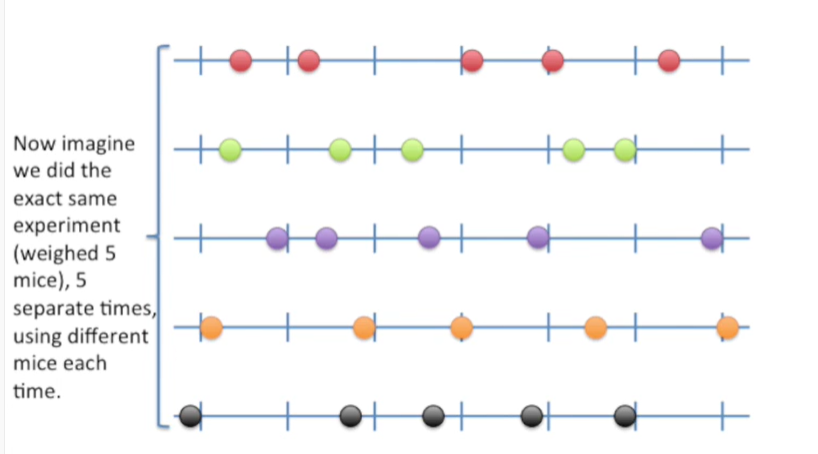 Now imagine
we did the
exact same
experiment
(weighed 5
mice), 5
separate times,
using different
mice each
time.